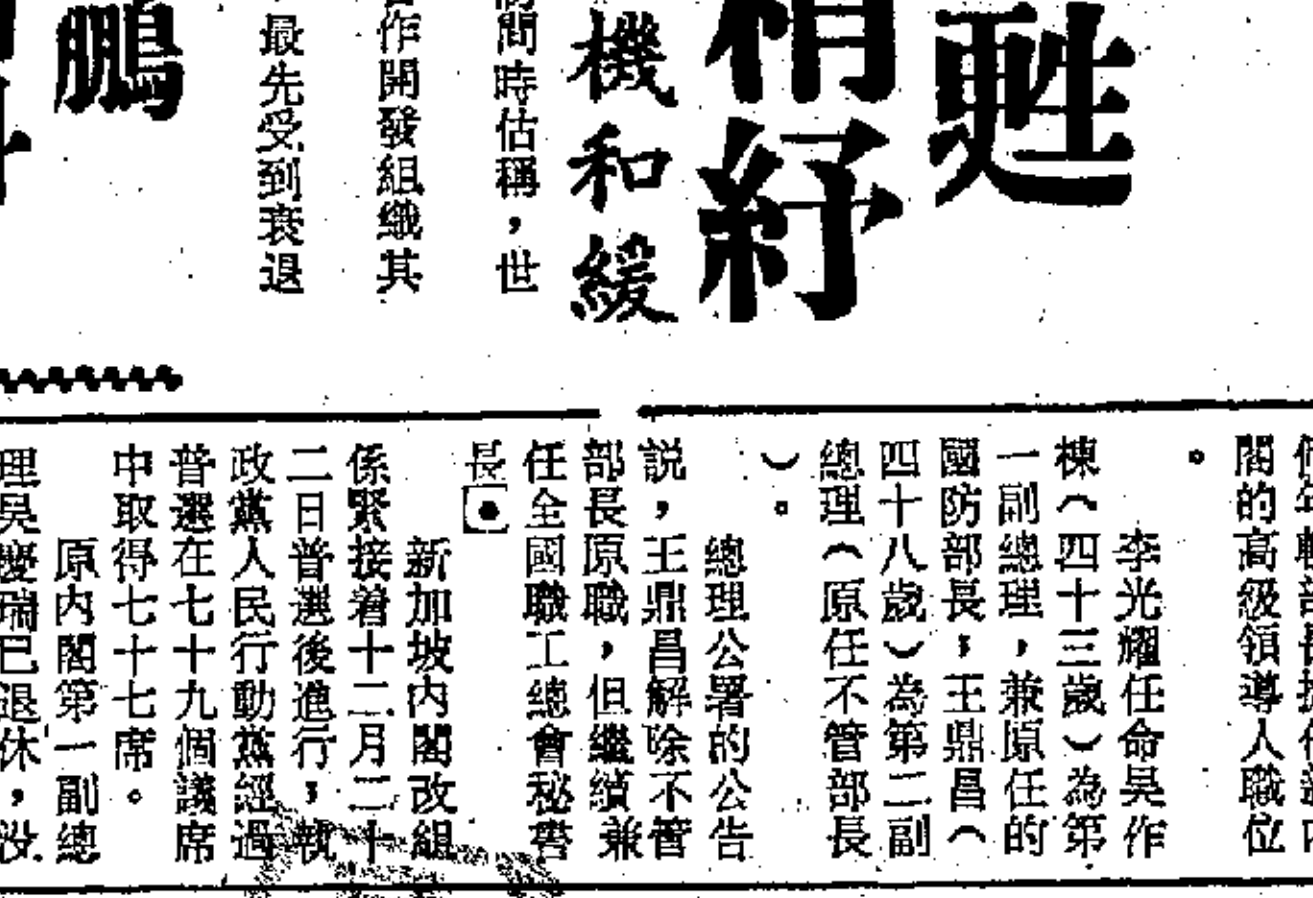 甦
稍紓
機和緩
問時估稱，世
作開發組織其
最先受到衰退
鵬
閣的高級領導人職位
。
李光耀任命吳作
棟（四十三歲）為第
一副總理，兼原任的
國防部長；王鼎昌（
四十八歲）為第二副
總理（原任不管部長
）。
總理公署的公告
説，王鼎昌解除不管
部長原職，但繼續兼
任全國職工總會秘書
長⊡
新加坡内閣改組
係緊接着十二月二十
二日普選後進行，執
政黨人民行動黨經過
普選在七十九個議席
中取得七十七席。
原内閣第一副總
理吳慶瑞已退休，没